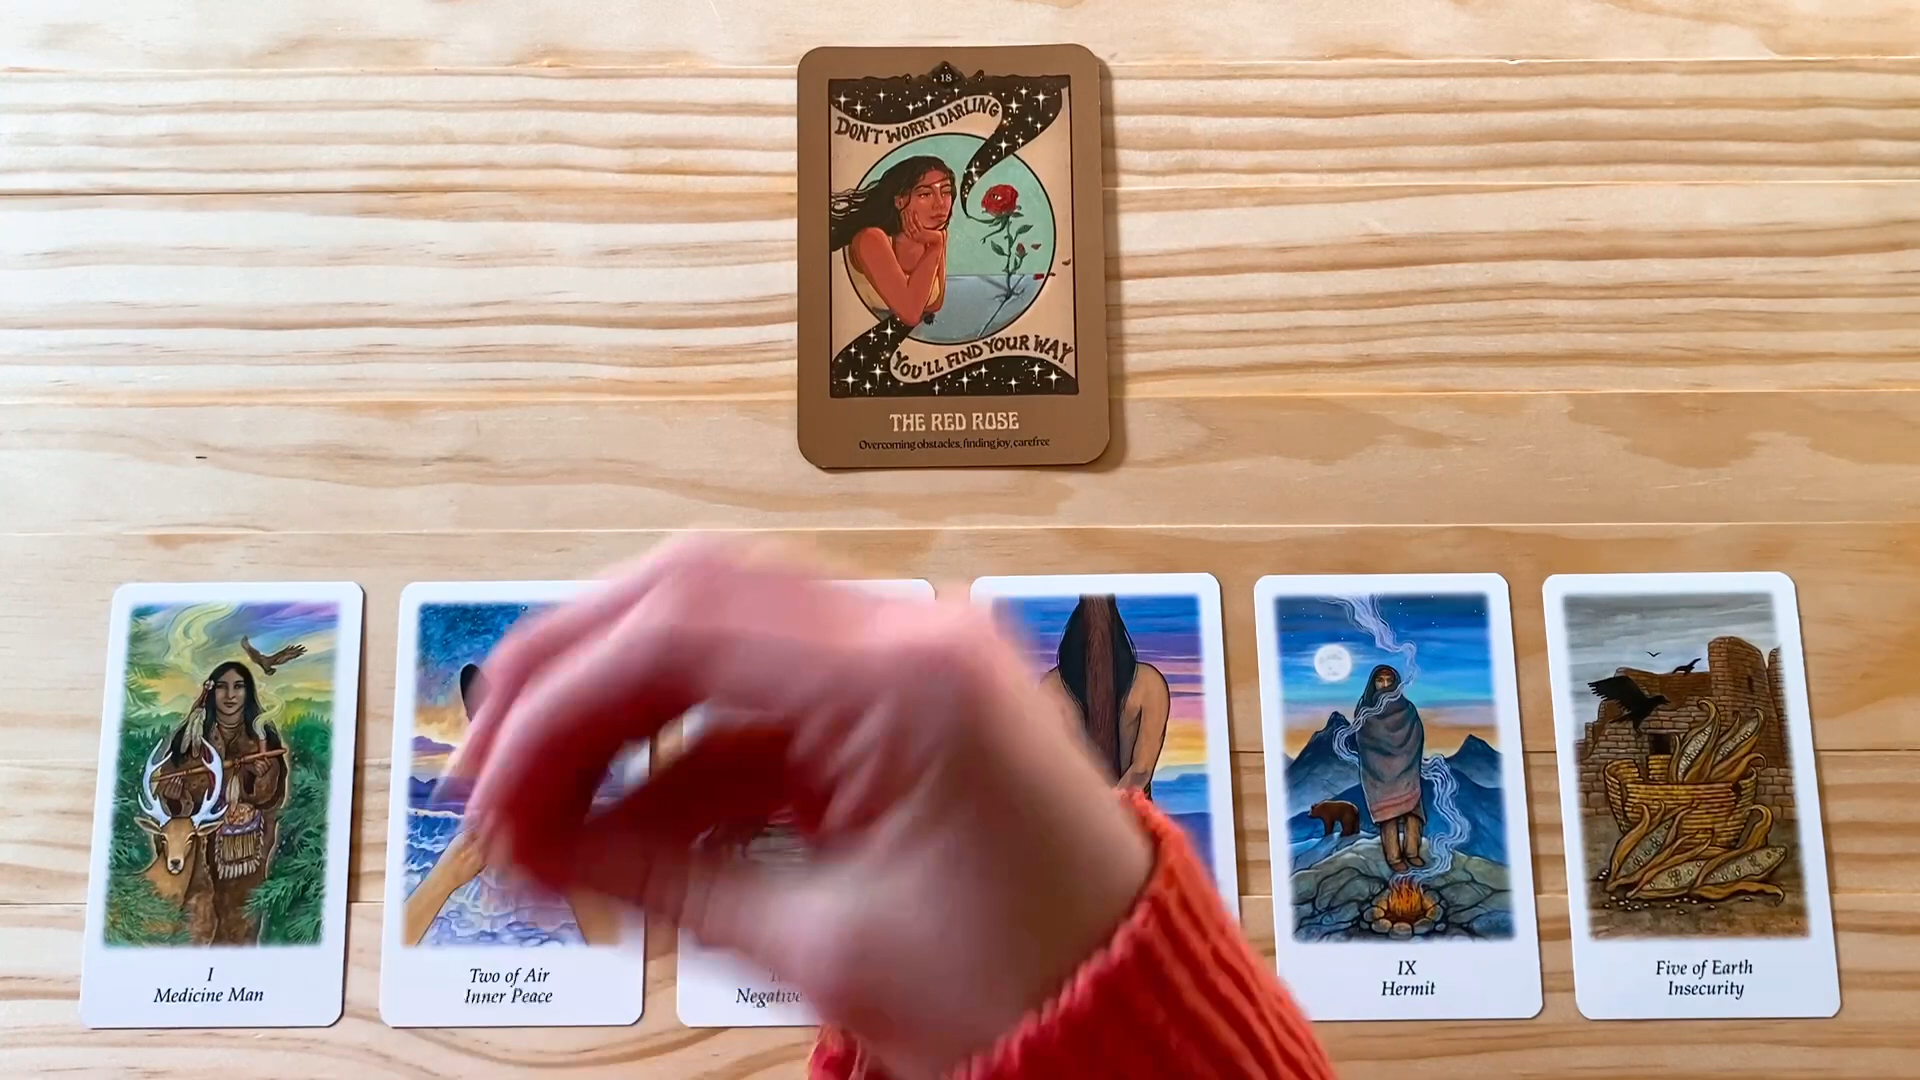 18
DON'T WORRY DARLING
YOU'LL FIND YOUR WAY
THE RED ROSE
Overcoming obstacles, finding joy, carefree
I
Medicine Man
Two of Air
Inner Peace
Negative
IX
Hermit
Five of Earth
Insecurity